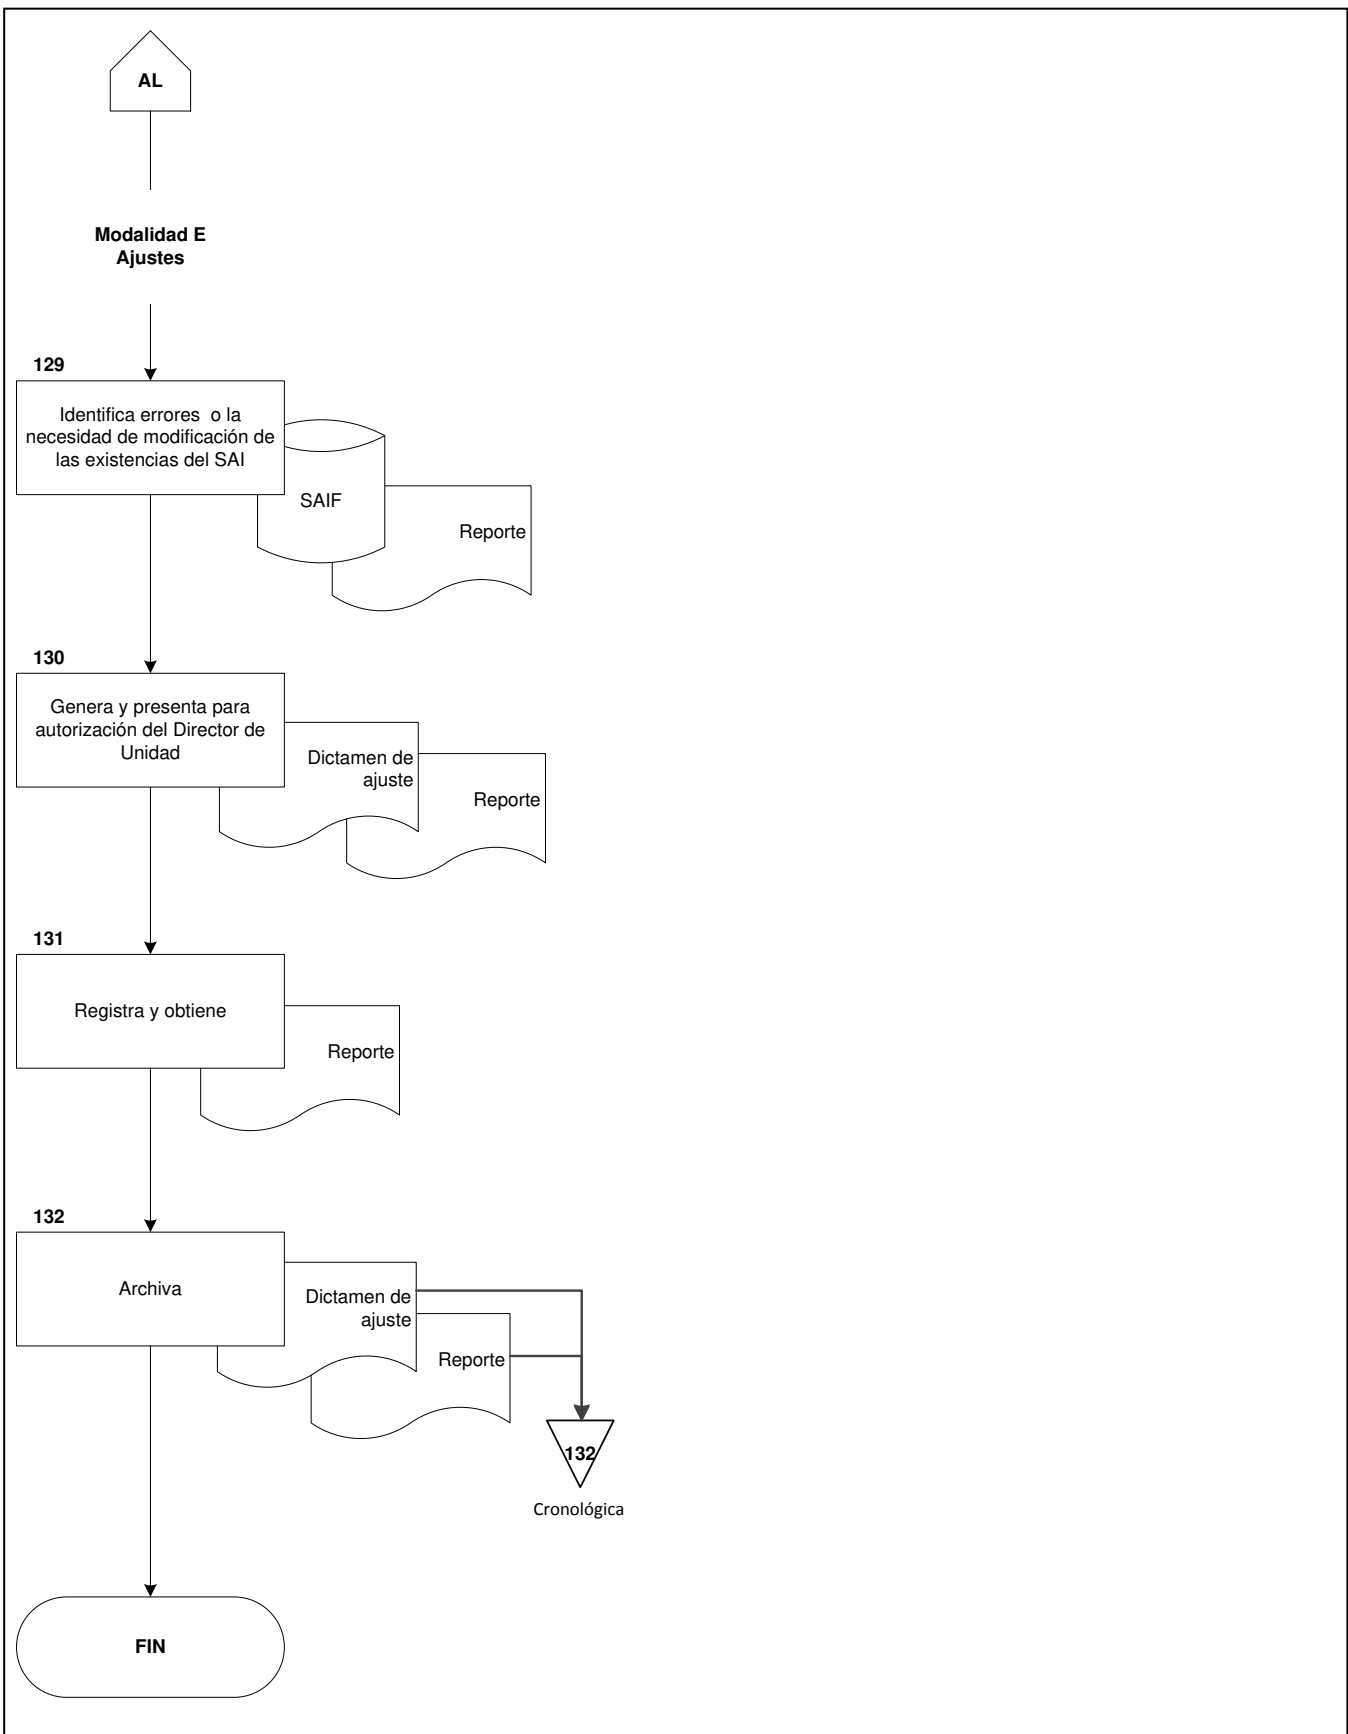 AL
Modalidad E
Ajustes
129
Identifica errores o la
necesidad de modificación de
las existencias del SAI
SAIF
Reporte
130
Genera y presenta para
autorización del Director de
Unidad
Dictamen de
ajuste
Reporte
131
Registra y obtiene
Reporte
132
Archiva
Dictamen de
ajuste
Reporte
132
Cronológica
FIN